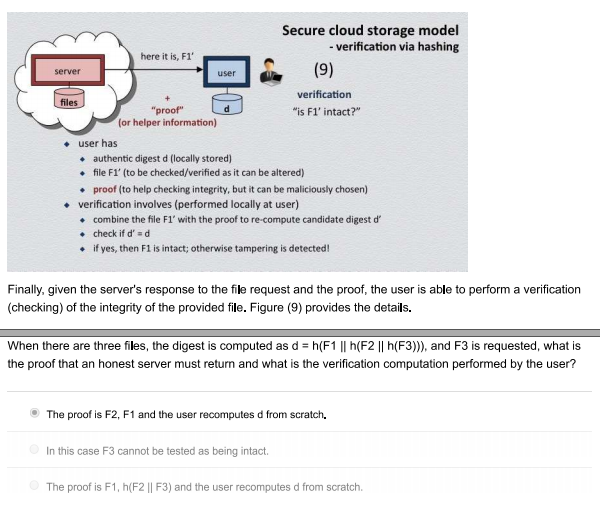 Secure cloud storage model
- verification via hashing
here it is, F1'
server
user
(9)
files
d
verification
+
"proof"
"is F1' intact?"
(or helper information)
user has
authentic digest d (locally stored)
file F1' (to be checked/verified as it can be altered)
proof (to help checking integrity, but it can be maliciously chosen)
verification involves (performed locally at user)
combine the file F1' with the proof to re-compute candidate digest d'
check if d' = d
if yes, then F1 is intact; otherwise tampering is detected!
Finally, given the server's response to the file request and the proof, the user is able to perform a verification
(checking) of the integrity of the provided file. Figure (9) provides the details.
When there are three files, the digest is computed as d = h(F1 || h(F2 || h(F3))), and F3 is requested, what is
the proof that an honest server must return and what is the verification computation performed by the user?
The proof is F2, F1 and the user recomputes d from scratch.
In this case F3 cannot be tested as being intact.
The proof is F1, h(F2 || F3) and the user recomputes d from scratch.